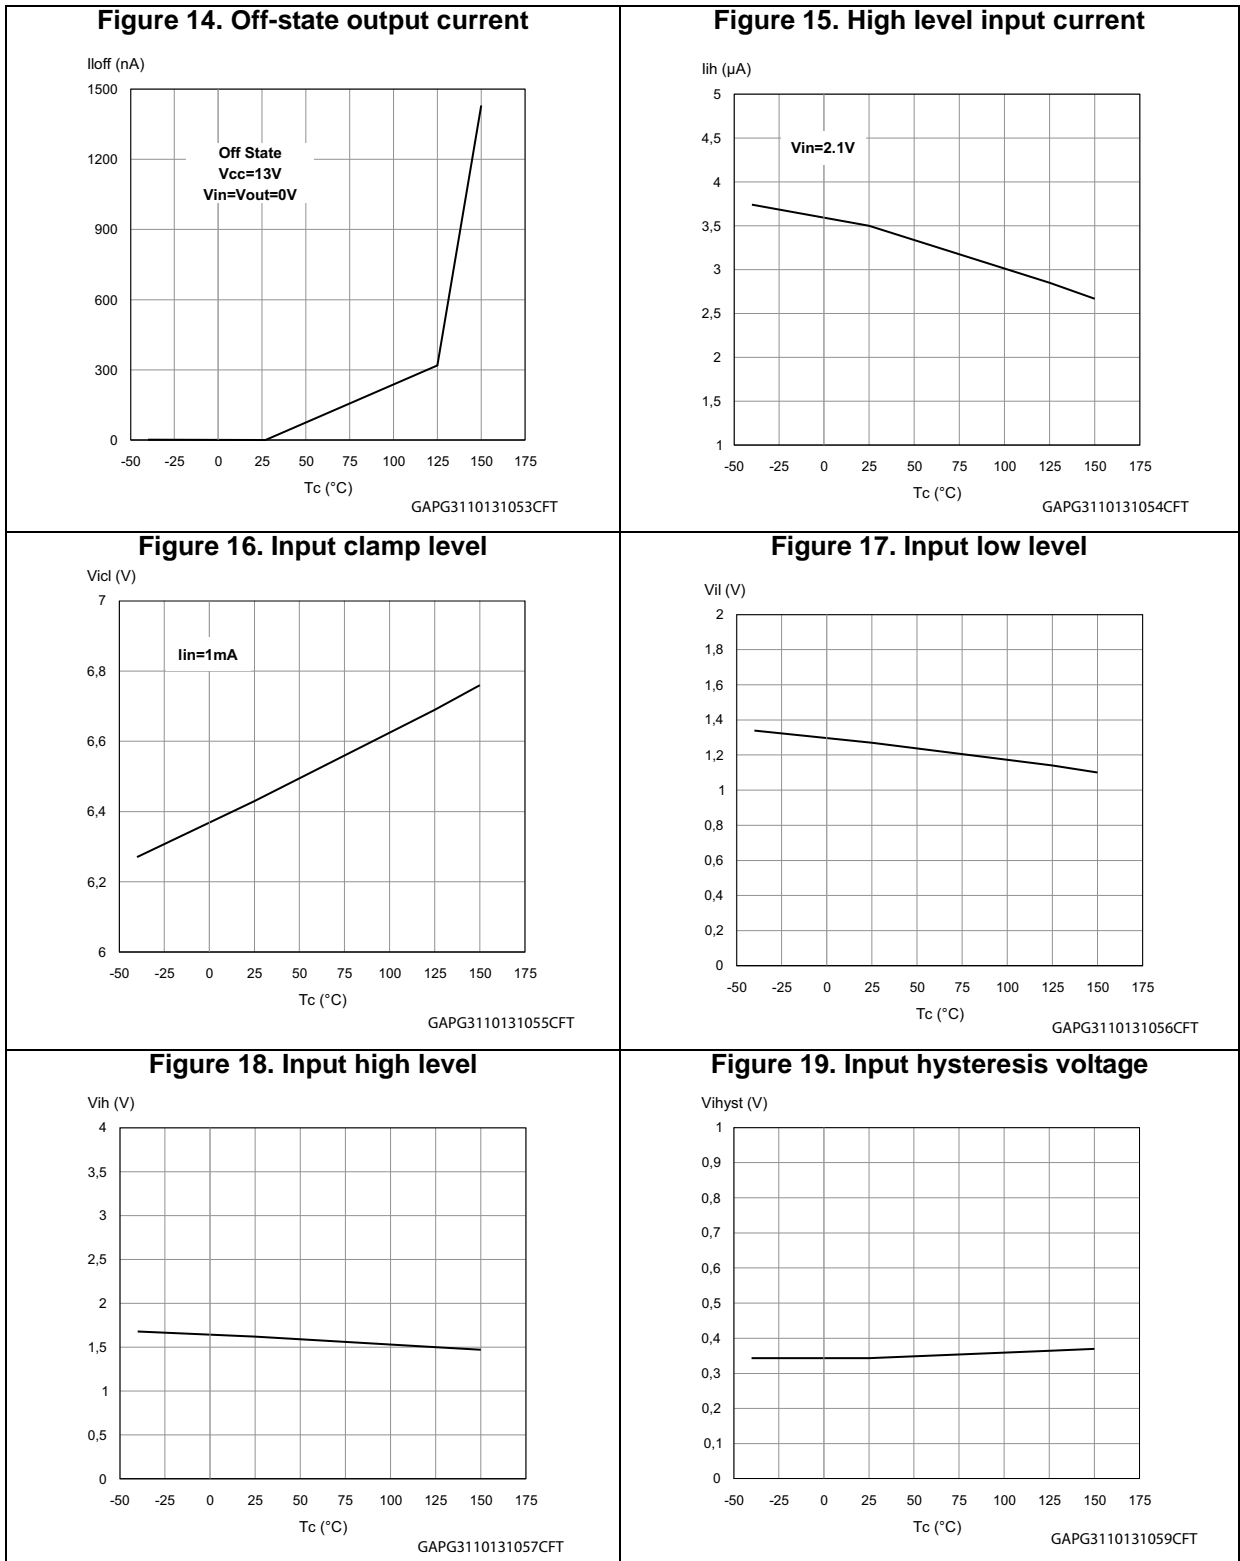 Figure 14. Off-state output current
Iloff (nA)
1500
1200
900
600
300
0
Off State
Vcc=13V
Vin=Vout=0V
-50 -25 0 25 50 75 100 125 150 175
Tc (°C)
GAPG3110131053CFT
Figure 15. High level input current
Iih (µA)
5
4,5
4
3,5
3
2,5
2
1,5
1
Vin=2.1V
-50 -25 0 25 50 75 100 125 150 175
Tc (°C)
GAPG3110131054CFT
Figure 16. Input clamp level
Vicl (V)
7
6,8
6,6
6,4
6,2
6
Iin=1mA
-50 -25 0 25 50 75 100 125 150 175
Tc (°C)
GAPG3110131055CFT
Figure 17. Input low level
Vil (V)
2
1,8
1,6
1,4
1,2
1
0,8
0,6
0,4
0,2
0
-50 -25 0 25 50 75 100 125 150 175
Tc (°C)
GAPG3110131056CFT
Figure 18. Input high level
Vih (V)
4
3,5
3
2,5
2
1,5
1
0,5
0
-50 -25 0 25 50 75 100 125 150 175
Tc (°C)
GAPG3110131057CFT
Figure 19. Input hysteresis voltage
Vihyst (V)
1
0,9
0,8
0,7
0,6
0,5
0,4
0,3
0,2
0,1
0
-50 -25 0 25 50 75 100 125 150 175
Tc (°C)
GAPG3110131059CFT